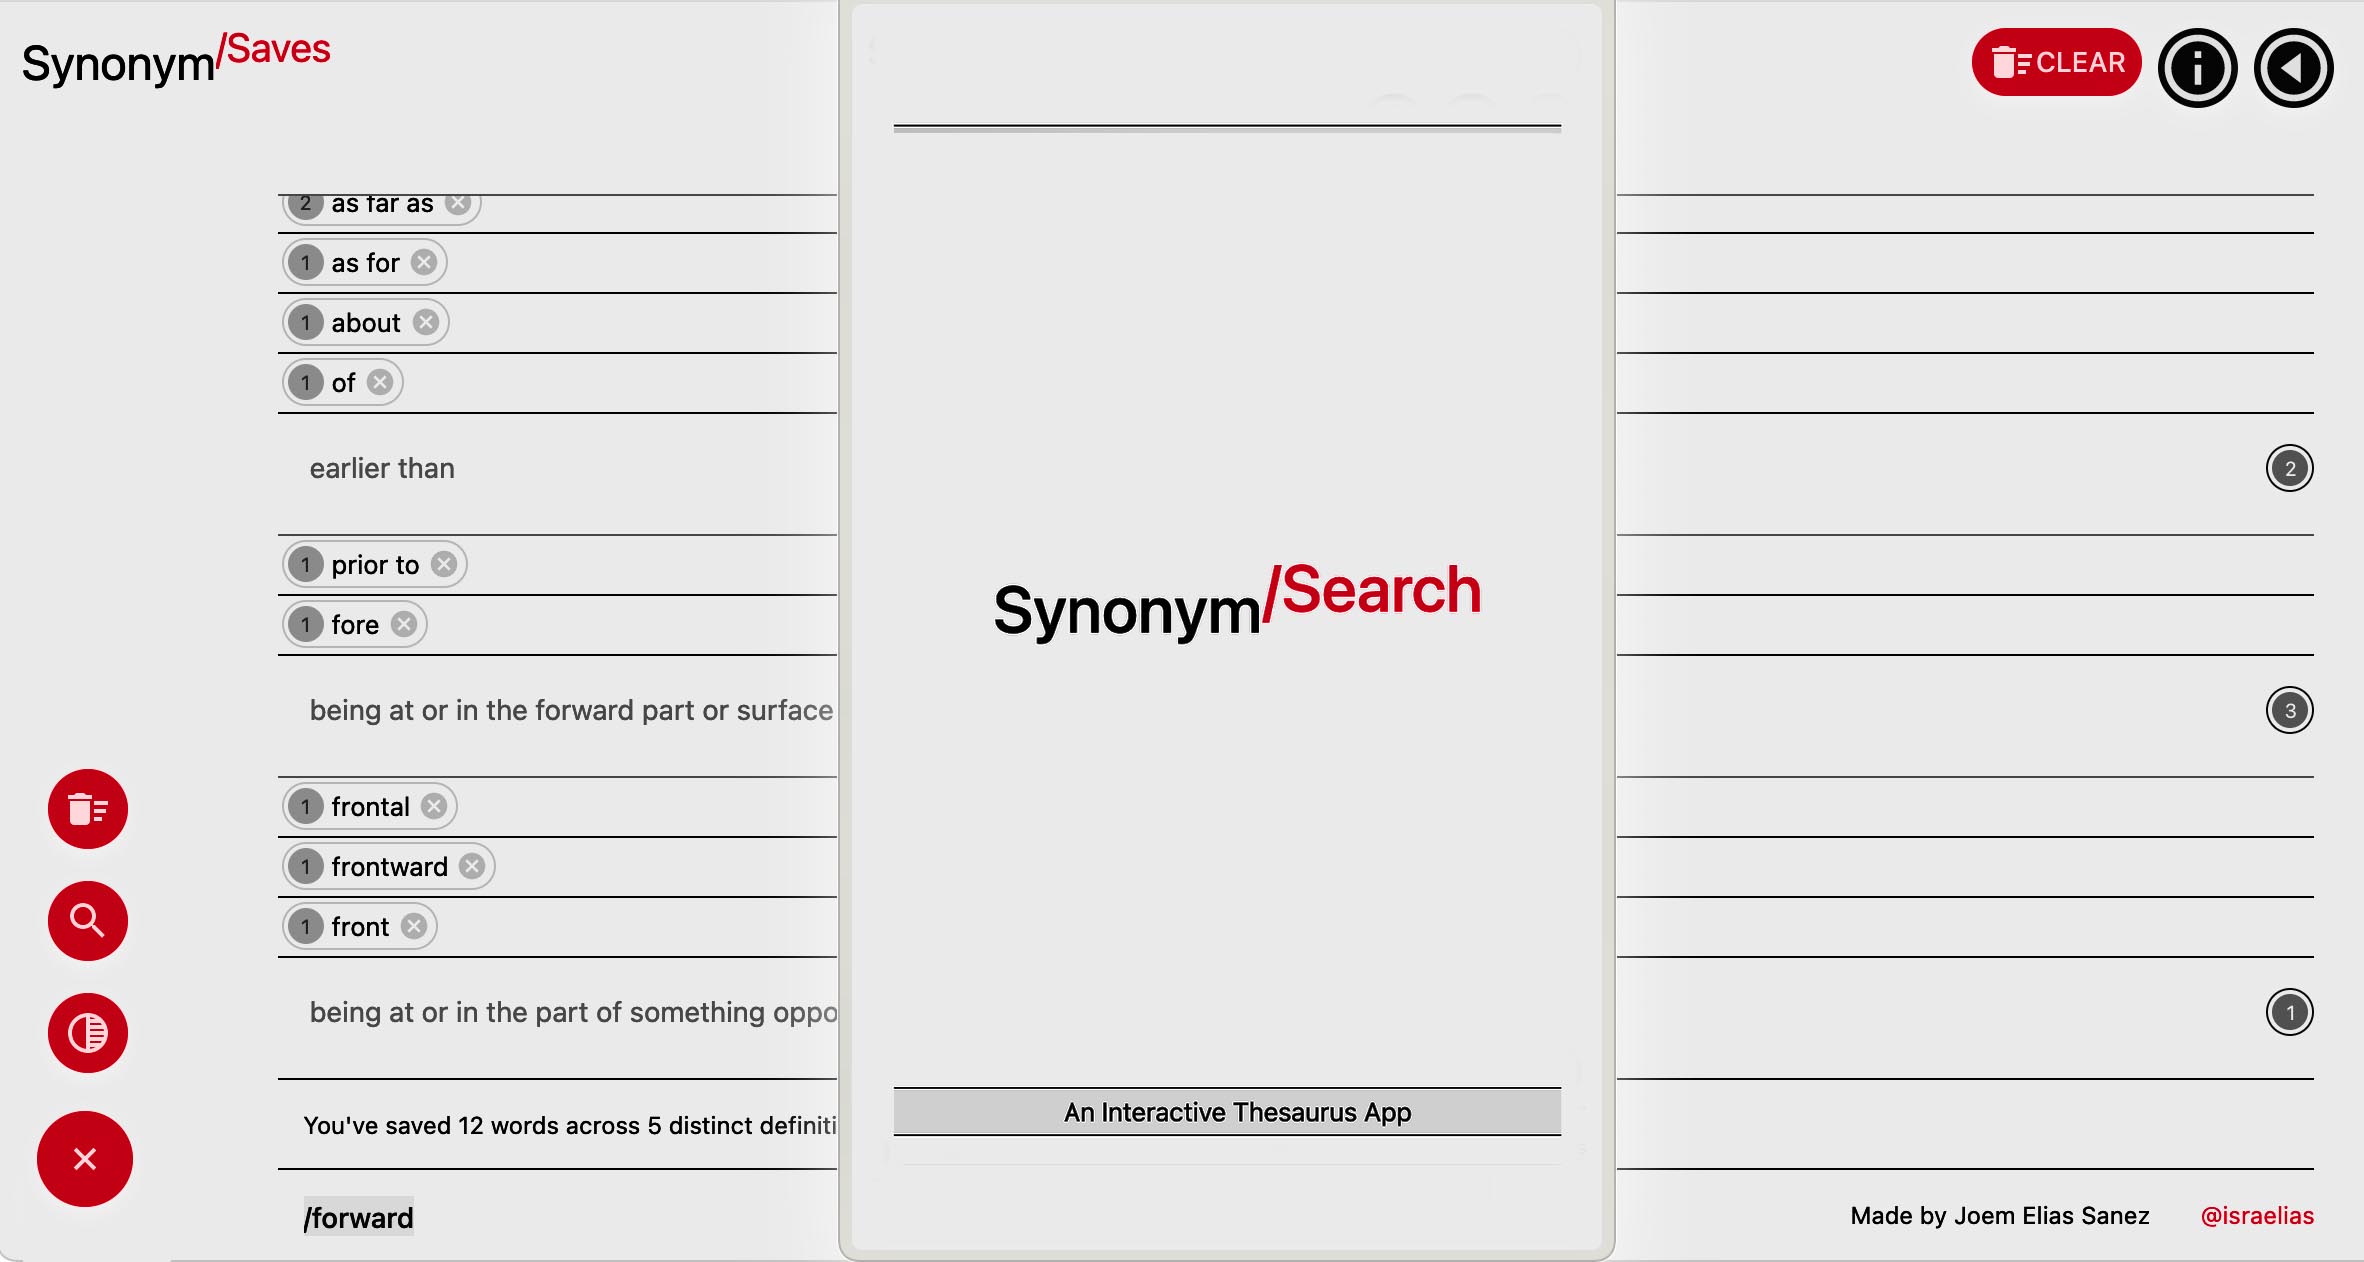 Synonym/Saves
CLEAR
2 as far as
1 as for
1 about
1 of
earlier than
2
1 prior to
1 fore
being at or in the forward part or surface
3
1 frontal
1 frontward
1 front
being at or in the part of something oppo
1
You've saved 12 words across 5 distinct definiti
/forward
Synonym/Search
An Interactive Thesaurus App
Made by Joem Elias Sanez @israelias